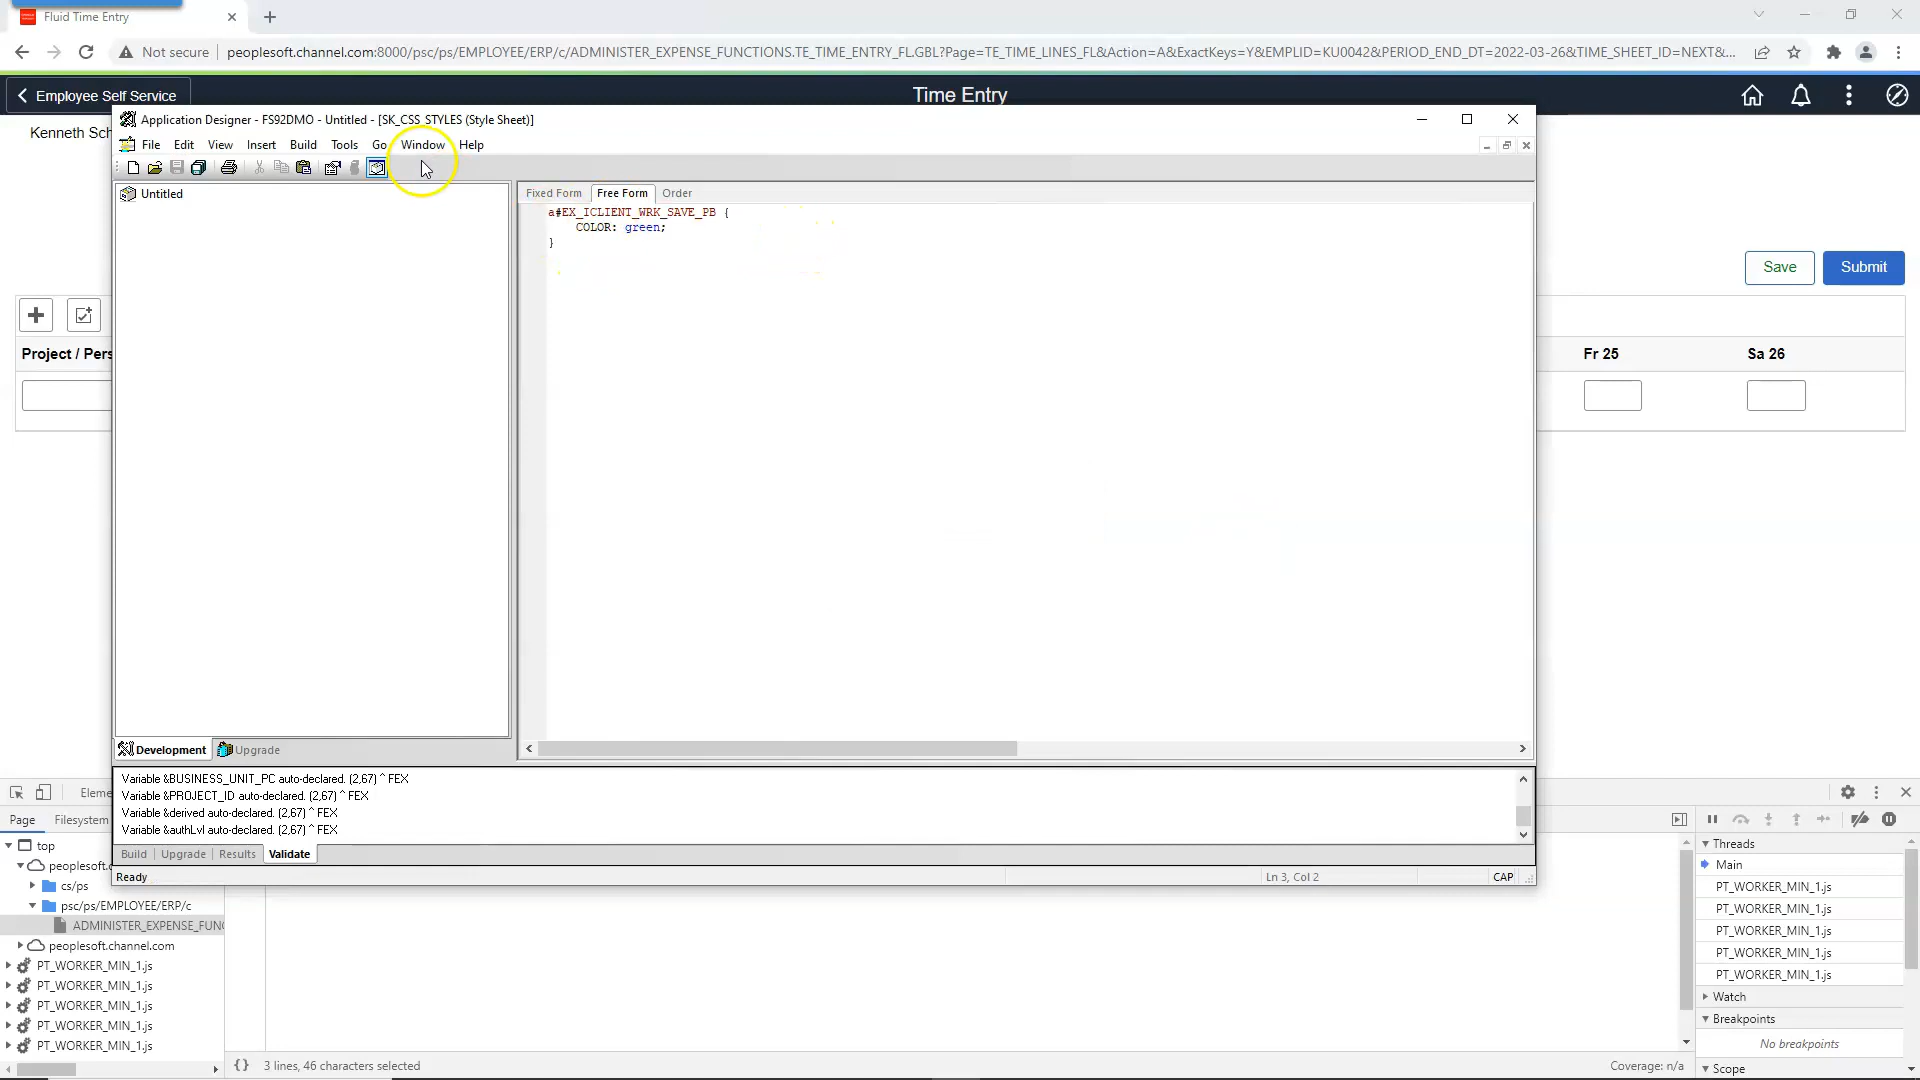 Fluid Time Entry
Not secure
peoplesoft.channel.com:8000/psc/ps/EMPLOYEE/ERP/c/ADMINISTER_EXPENSE_FUNCTIONS.TE_TIME_ENTRY_FL.GBL?Page=TE_TIME_LINES_FL&Action=A&ExactKeys=Y&EMPLID=KU0042&PERIOD_END_DT=2022-03-26&TIME_SHEET_ID=NEXT&...
Employee Self Service
Time Entry
Kenneth Sch
Application Designer - FS92DMO - Untitled - [SK_CSS_STYLES (Style Sheet)]
File Edit View Insert Build Tools Go Window Help
Untitled
Fixed Form Free Form Order
a#EX_ICLIENT_WRK_SAVE_PB {
COLOR: green;
}
Save Submit
Project / Pers
Fr 25 Sa 26
Development Upgrade
Variable &BUSINESS_UNIT_PC auto-declared. (2,67) ^ FEX
Variable &PROJECT_ID auto-declared. (2,67) ^ FEX
Variable &derived auto-declared. (2,67) ^ FEX
Variable &authLvl auto-declared. (2,67) ^ FEX
Build Upgrade Results Validate
Ready
Ln 3, Col 2
CAP
Eleme
Page Filesystem
top
peoplesoft.c
cs/ps
psc/ps/EMPLOYEE/ERP/c
ADMINISTER_EXPENSE_FUNC
peoplesoft.channel.com
PT_WORKER_MIN_1.js
PT_WORKER_MIN_1.js
PT_WORKER_MIN_1.js
PT_WORKER_MIN_1.js
PT_WORKER_MIN_1.js
{} 3 lines, 46 characters selected
Coverage: n/a
Threads
Main
PT_WORKER_MIN_1.js
PT_WORKER_MIN_1.js
PT_WORKER_MIN_1.js
PT_WORKER_MIN_1.js
PT_WORKER_MIN_1.js
Watch
Breakpoints
No breakpoints
Scope